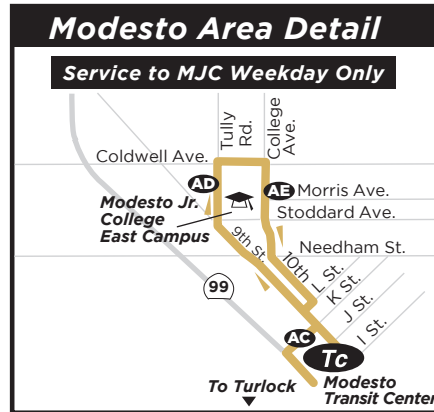 Modesto Area Detail
Service to MJC Weekday Only
Tully
Rd.
College
Ave.
Coldwell Ave.
AD
AE
Morris Ave.
Modesto Jr.
College
East Campus
Stoddard Ave.
9th St.
10th
Needham St.
L St.
K St.
J St.
I St.
99
AC
Tc
To Turlock
Modesto
Transit Center